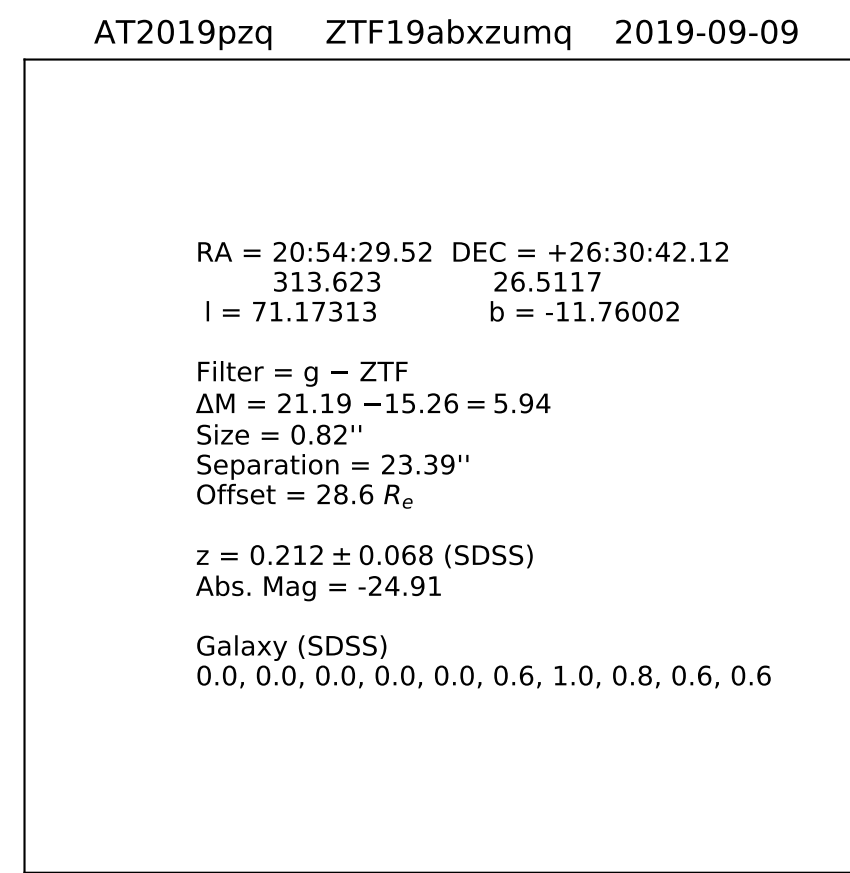 AT2019pzq ZTF19abxzumq 2019-09-09
RA = 20:54:29.52 DEC = +26:30:42.12
313.623 26.5117
l = 71.17313 b = -11.76002
Filter = g − ZTF
ΔM = 21.19 −15.26 = 5.94
Size = 0.82''
Separation = 23.39''
Offset = 28.6 Re
z = 0.212 ± 0.068 (SDSS)
Abs. Mag = -24.91
Galaxy (SDSS)
0.0, 0.0, 0.0, 0.0, 0.0, 0.6, 1.0, 0.8, 0.6, 0.6